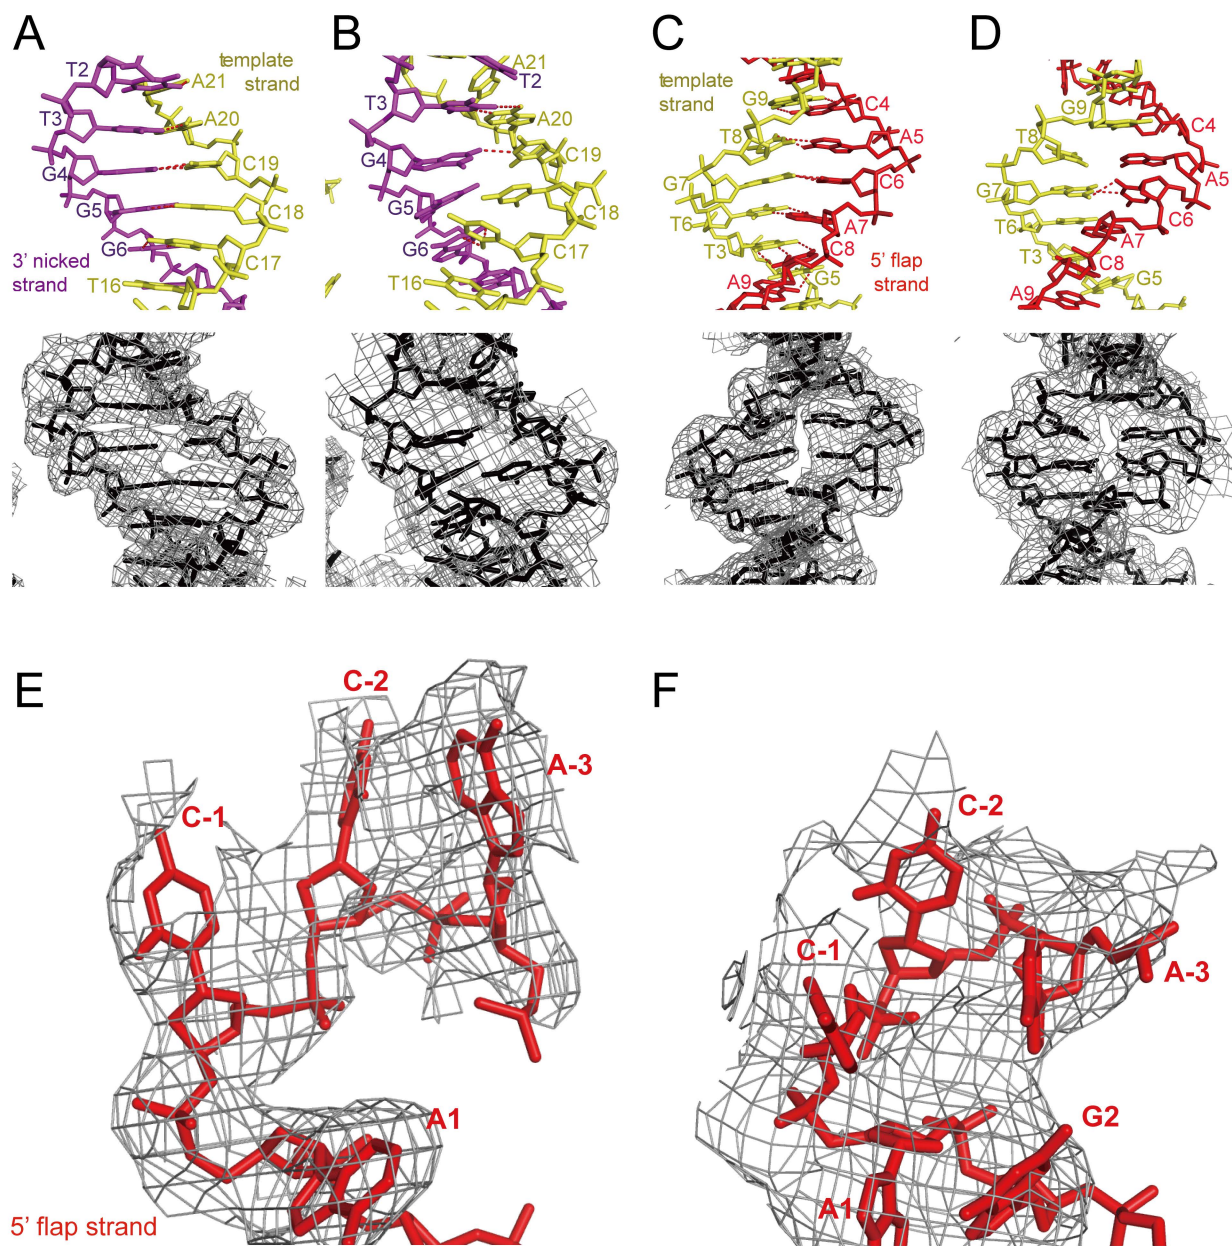 A
B
C
D
T2
template
strand
A21
T3
A20
G4
C19
G5
C18
G6
C17
3’ nicked
strand
T16
A21
T2
T3
A20
G4
C19
G5
C18
G6
C17
T16
template
strand
G9
C4
T8
A5
G7
C6
T6
A7
T3
C8
A9
G5
5’ flap
strand
G9
C4
T8
A5
G7
C6
T6
A7
T3
C8
A9
G5
E
C-2
A-3
C-1
A1
5’ flap strand
F
C-2
C-1
A-3
G2
A1